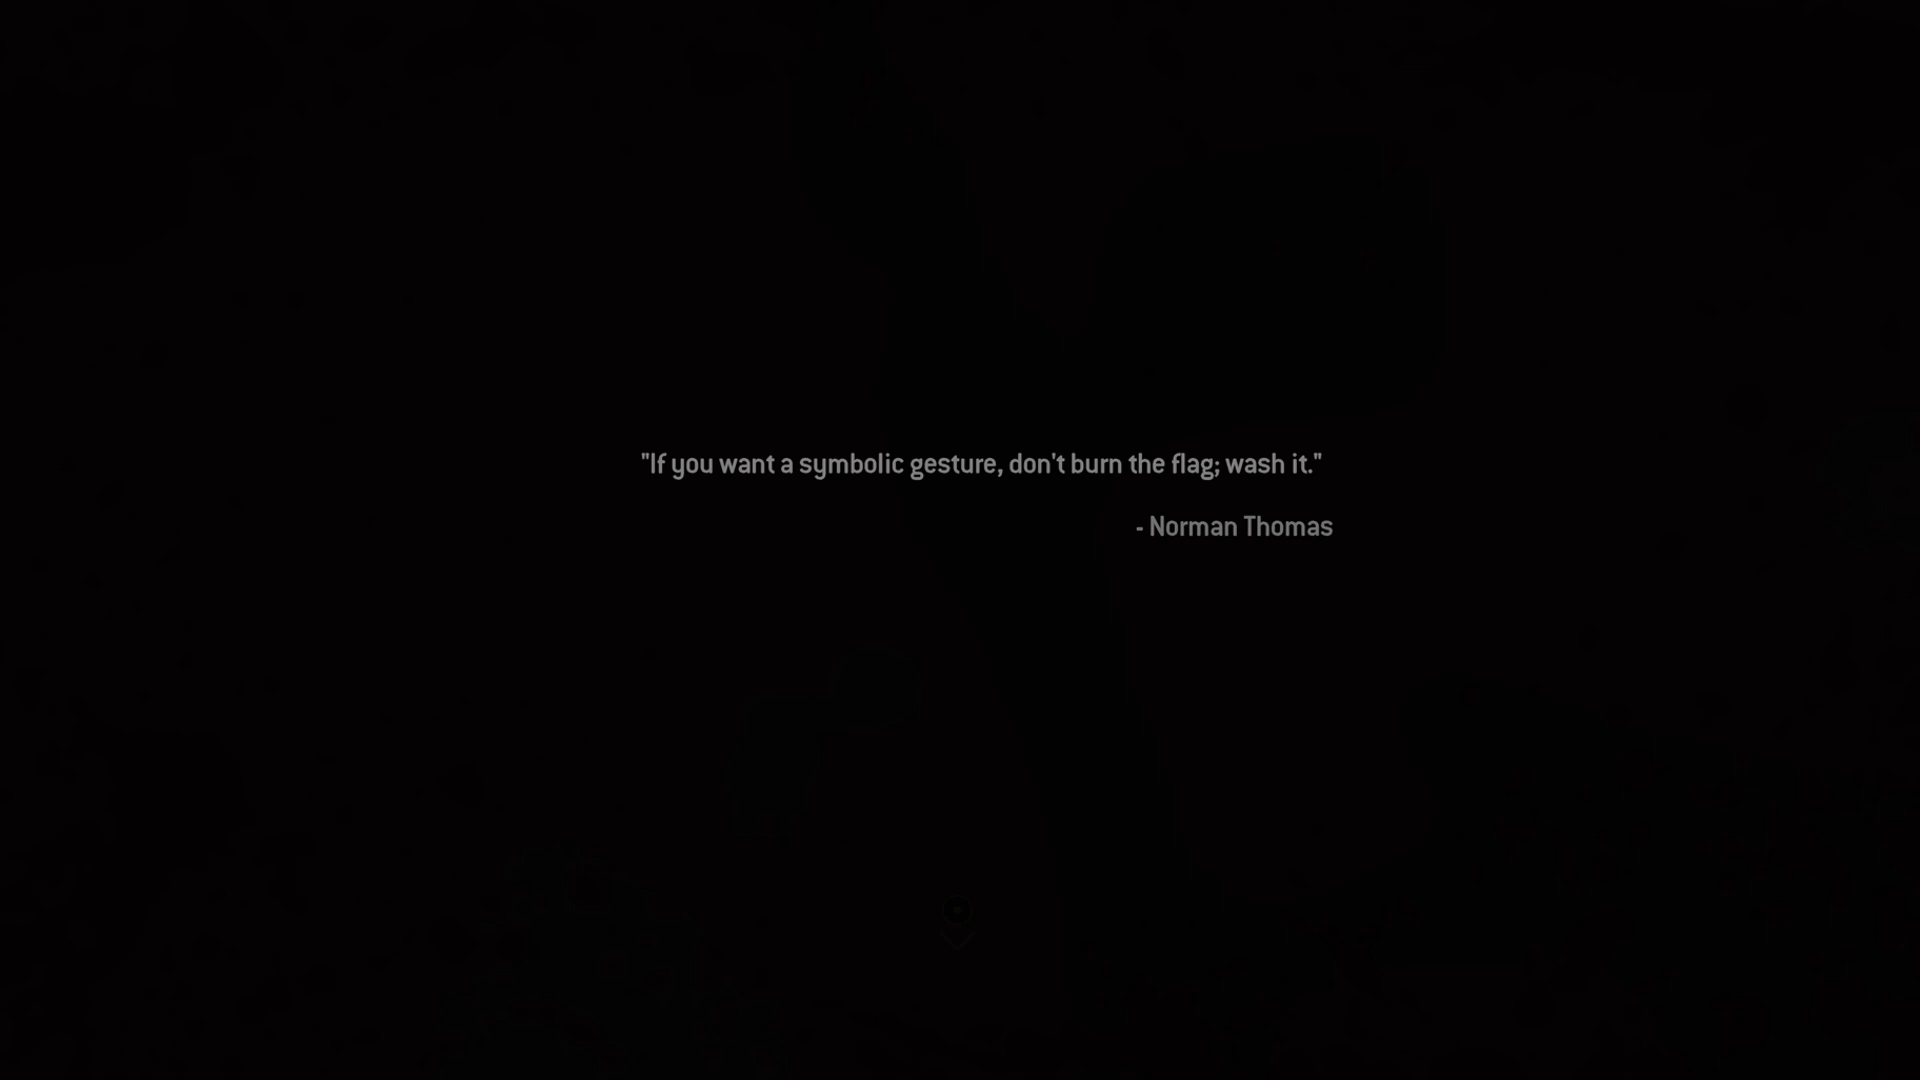 "If you want a symbolic gesture, don't burn the flag; wash it."
- Norman Thomas